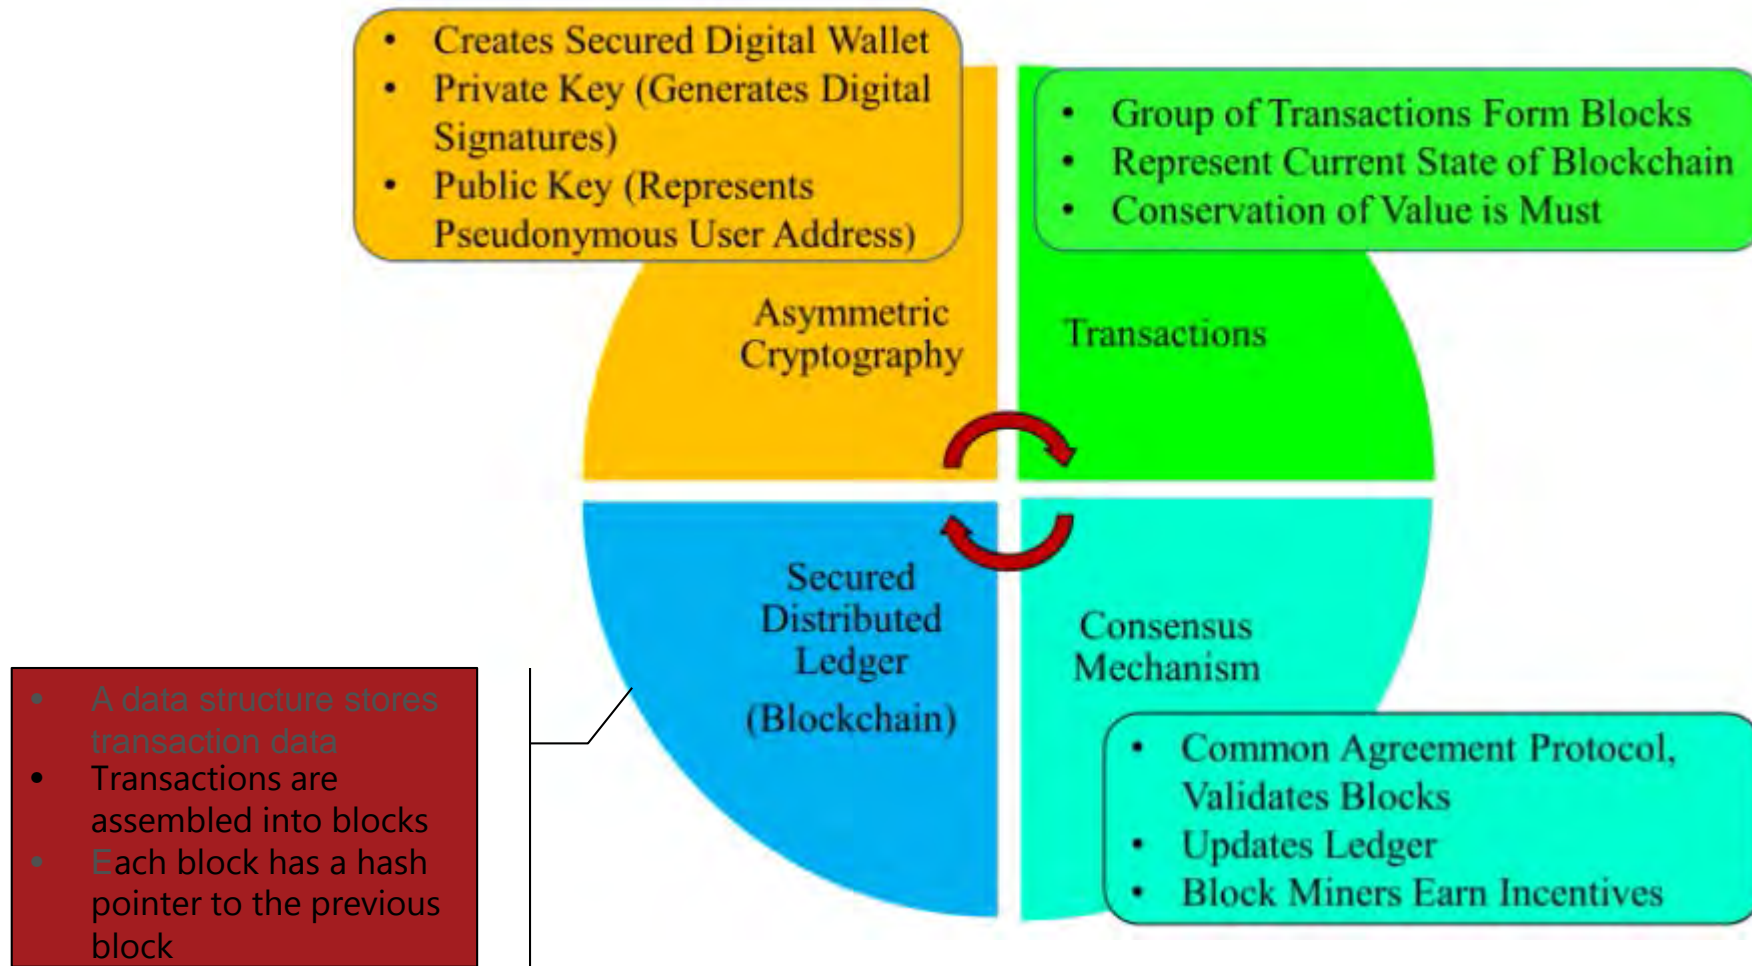 • Creates Secured Digital Wallet
• Private Key (Generates Digital
Signatures)
• Public Key (Represents
Pseudonymous User Address)
• Group of Transactions Form Blocks
• Represent Current State of Blockchain
• Conservation of Value is Must
Asymmetric
Cryptography
Transactions
Secured
Distributed
Ledger
(Blockchain)
Consensus
Mechanism
• A data structure stores
transaction data
• Transactions are
assembled into blocks
• Each block has a hash
pointer to the previous
block
• Common Agreement Protocol,
Validates Blocks
• Updates Ledger
• Block Miners Earn Incentives